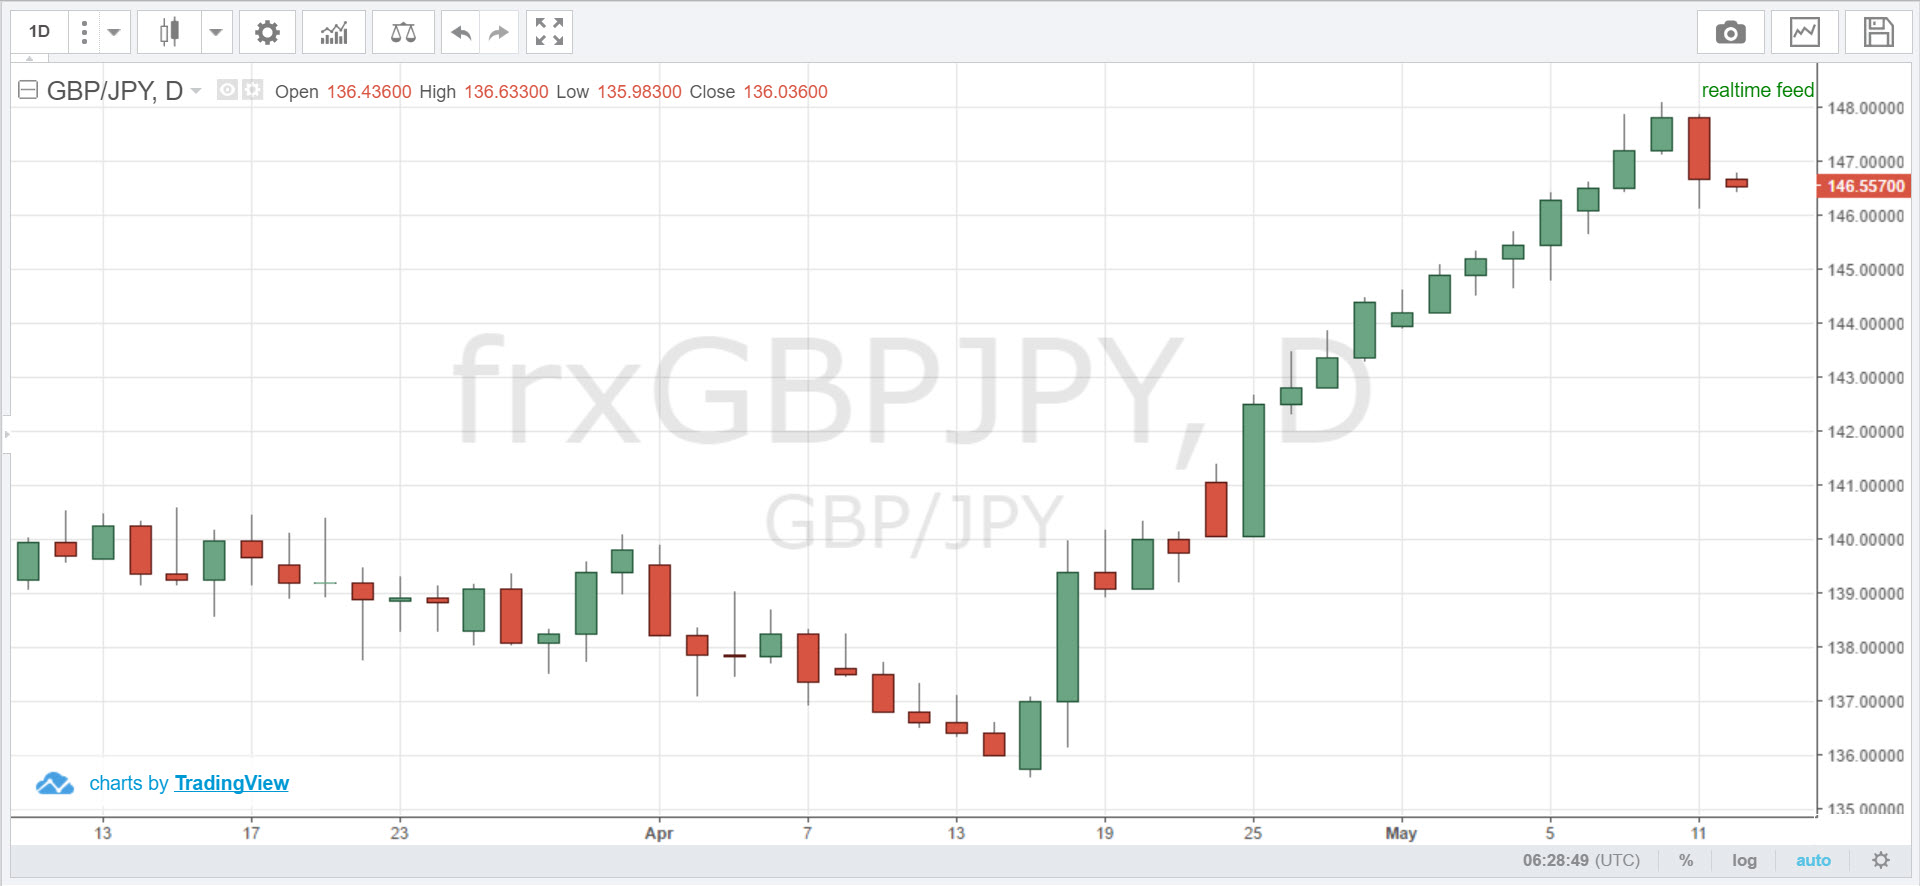 1D
GBP/JPY, D Open 136.43600 High 136.63300 Low 135.98300 Close 136.03600
realtime feed
148.00000
147.00000
146.55700
146.00000
145.00000
144.00000
143.00000
142.00000
141.00000
140.00000
139.00000
138.00000
137.00000
136.00000
135.00000
frxGBPJPY, D
GBP/JPY
charts by TradingView
13 17 23 Apr 7 13 19 25 May 5 11
06:28:49 (UTC) % log auto